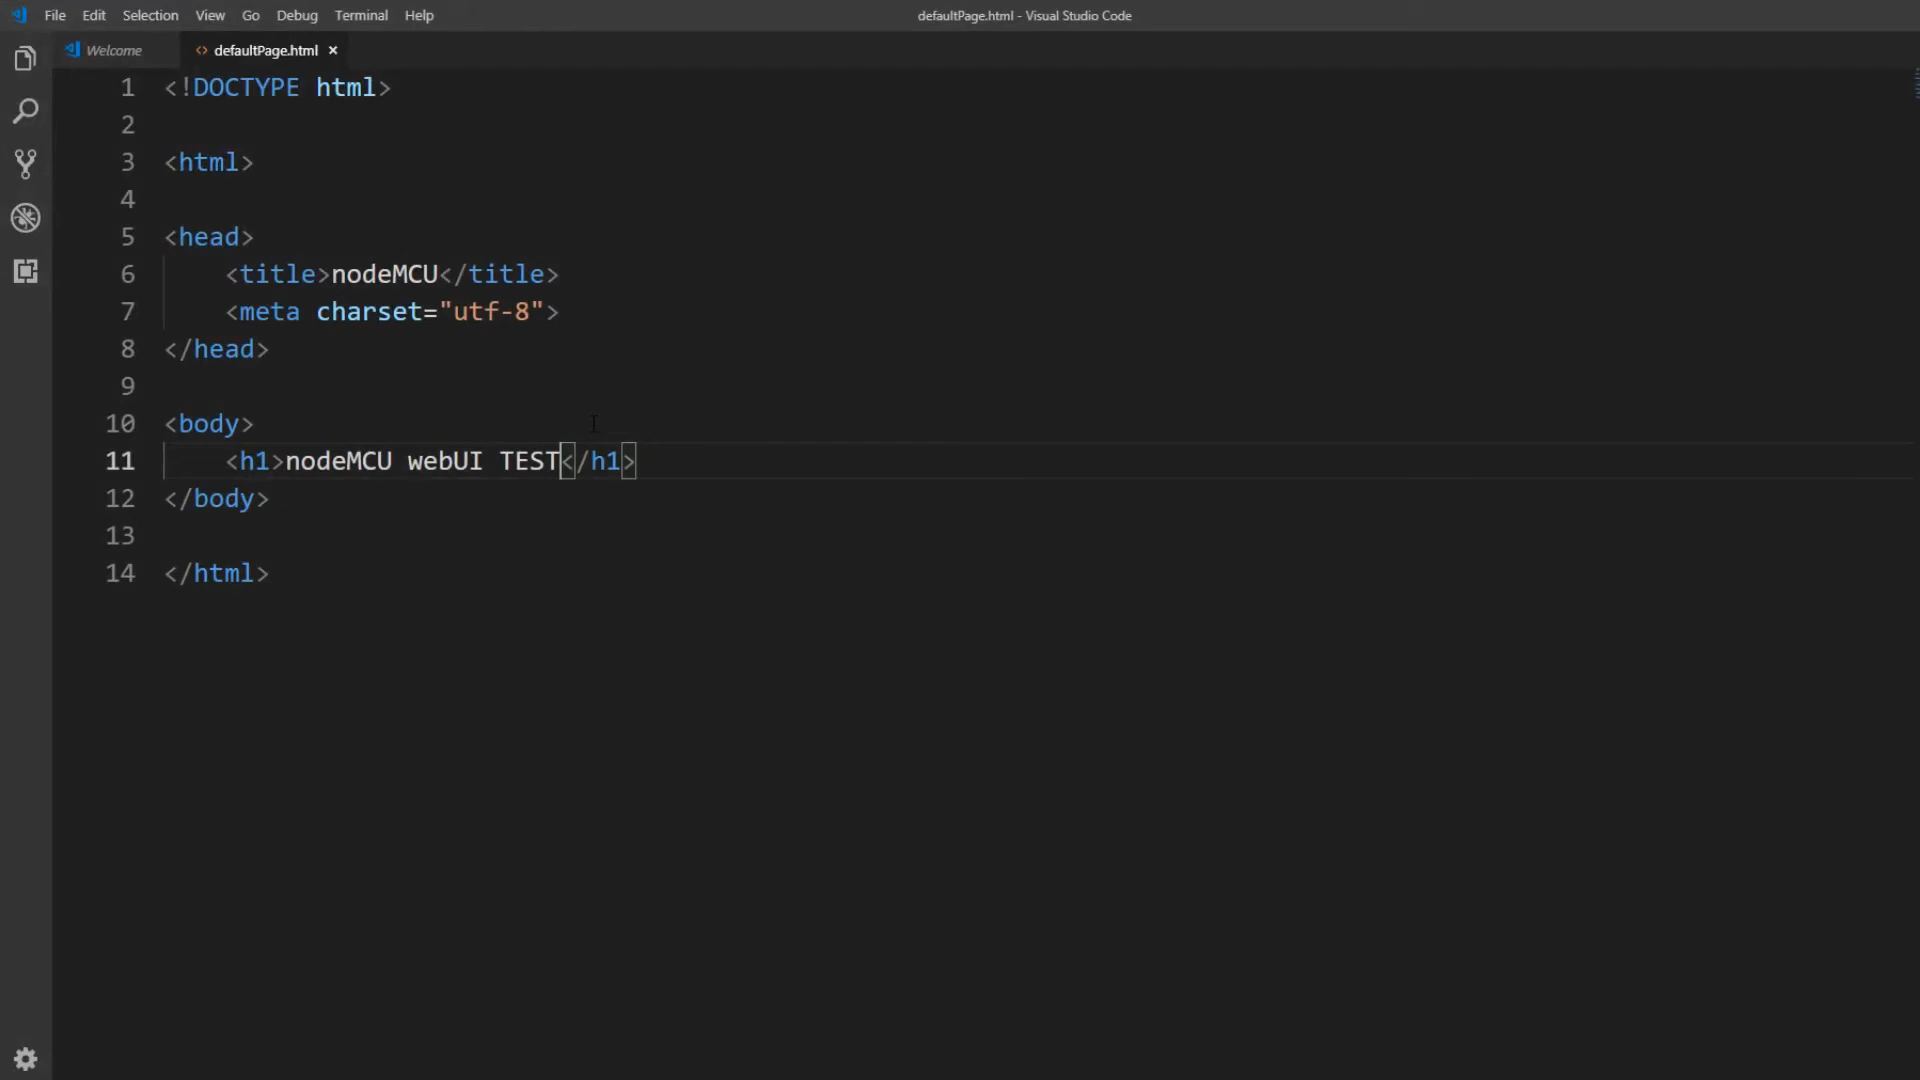 File Edit Selection View Go Debug Terminal Help
defaultPage.html - Visual Studio Code
Welcome
<> defaultPage.html ×
1 <!DOCTYPE html>
2
3 <html>
4
5 <head>
6 <title>nodeMCU</title>
7 <meta charset="utf-8">
8 </head>
9
10 <body>
11 <h1>nodeMCU webUI TEST</h1>
12 </body>
13
14 </html>